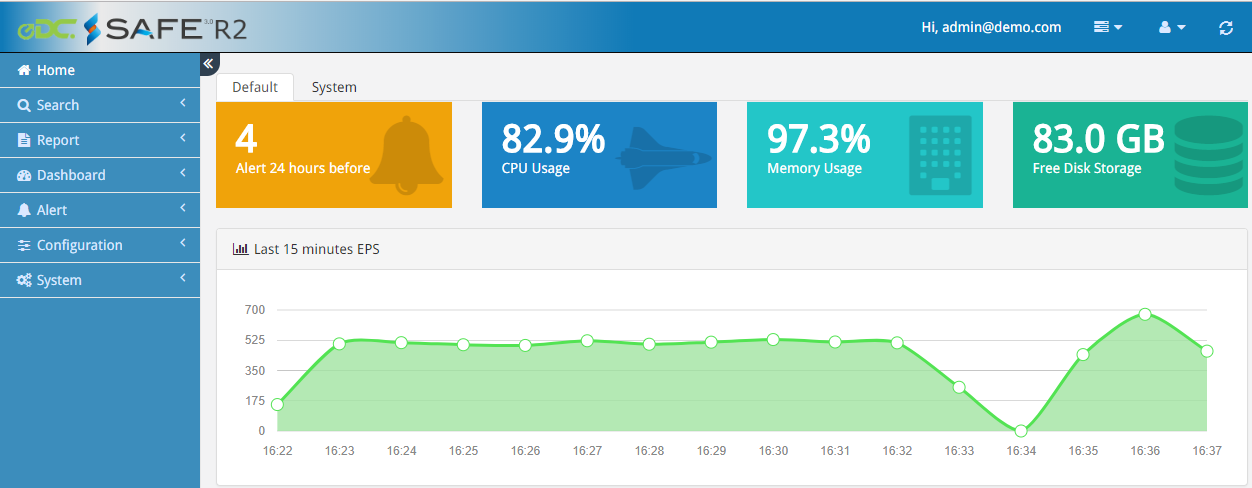 eDC. SAFE 3.0 R2
Hi, admin@demo.com
Home
Search
Report
Dashboard
Alert
Configuration
System
Default System
4
Alert 24 hours before
82.9%
CPU Usage
97.3%
Memory Usage
83.0 GB
Free Disk Storage
Last 15 minutes EPS
700
525
350
175
0
16:22 16:23 16:24 16:25 16:26 16:27 16:28 16:29 16:30 16:31 16:32 16:33 16:34 16:35 16:36 16:37